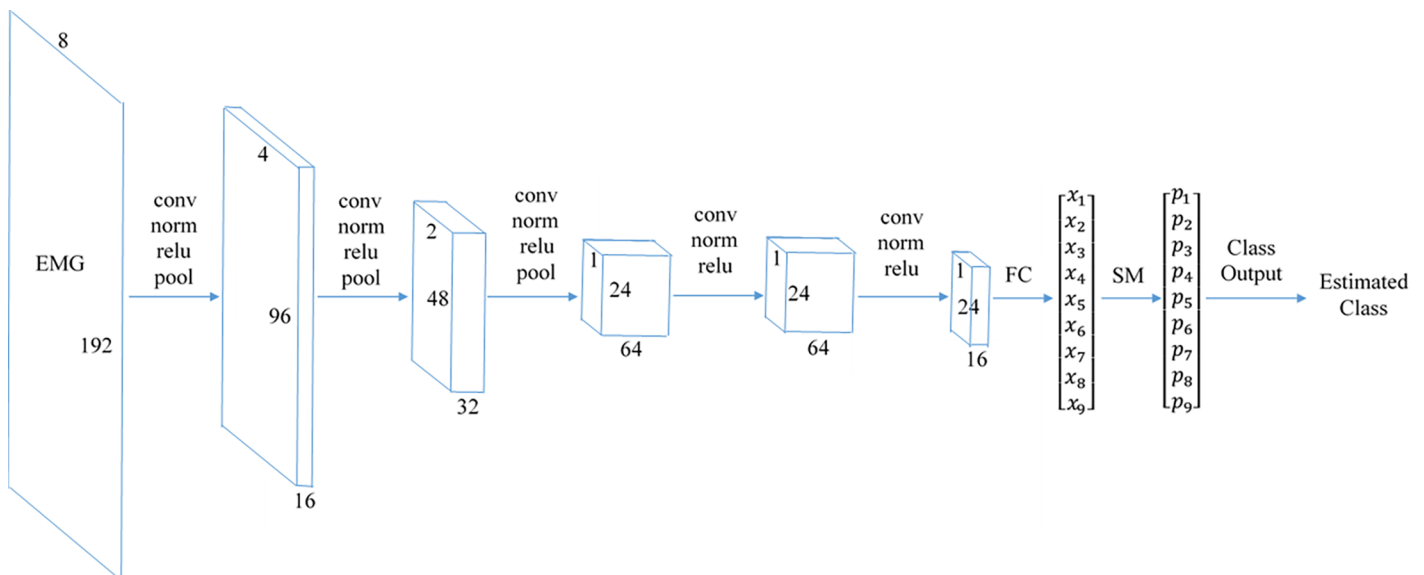 8
EMG
192
conv
norm
relu
pool
4
96
16
conv
norm
relu
pool
2
48
32
conv
norm
relu
pool
1
24
64
conv
norm
relu
1
24
64
conv
norm
relu
1
24
16
FC
x₁
x₂
x₃
x₄
x₅
x₆
x₇
x₈
x₉
SM
p₁
p₂
p₃
p₄
p₅
p₆
p₇
p₈
p₉
Class
Output
Estimated
Class